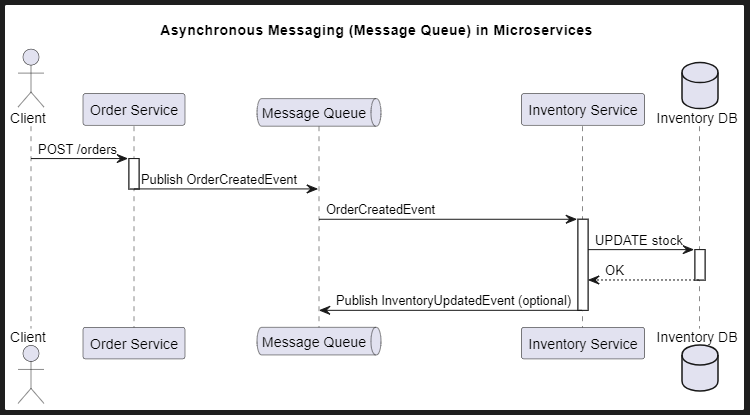 Asynchronous Messaging (Message Queue) in Microservices
Client
Order Service
Message Queue
Inventory Service
Inventory DB
POST /orders
Publish OrderCreatedEvent
OrderCreatedEvent
UPDATE stock
OK
Publish InventoryUpdatedEvent (optional)
Client
Order Service
Message Queue
Inventory Service
Inventory DB